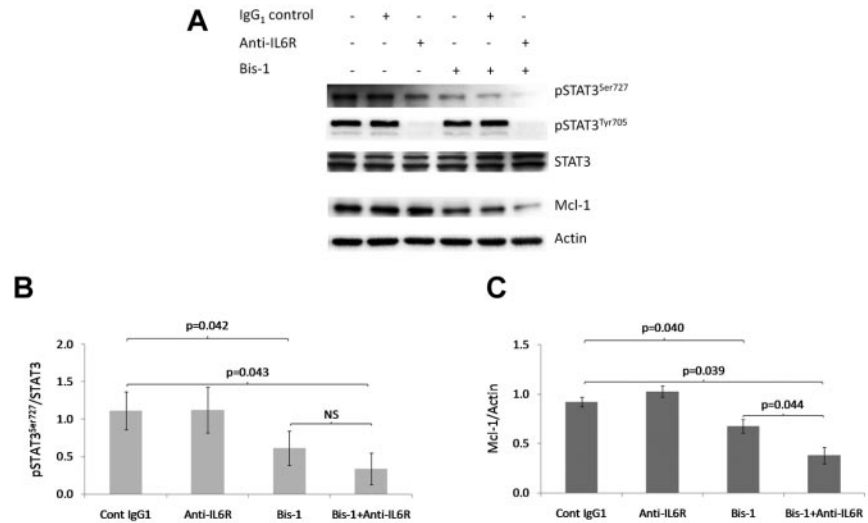 A
IgG1 control - + - - + -
Anti-IL6R - - + - - +
Bis-1 - - - + + +
pSTAT3Ser727
pSTAT3Tyr705
STAT3
Mcl-1
Actin
B
p=0.042
p=0.043
NS
pSTAT3Ser727/STAT3
2.0
1.5
1.0
0.5
0.0
Cont IgG1 Anti-IL6R Bis-1 Bis-1+Anti-IL6R
C
p=0.040
p=0.039
p=0.044
Mcl-1/Actin
1.5
1.0
0.5
0.0
Cont IgG1 Anti-IL6R Bis-1 Bis-1+Anti-IL6R